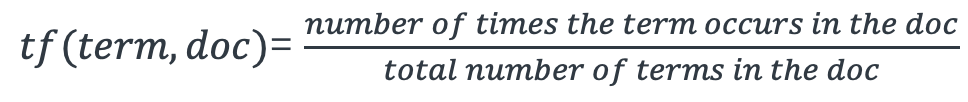 tf(term, doc)= number of times the term occurs in the doc
total number of terms in the doc